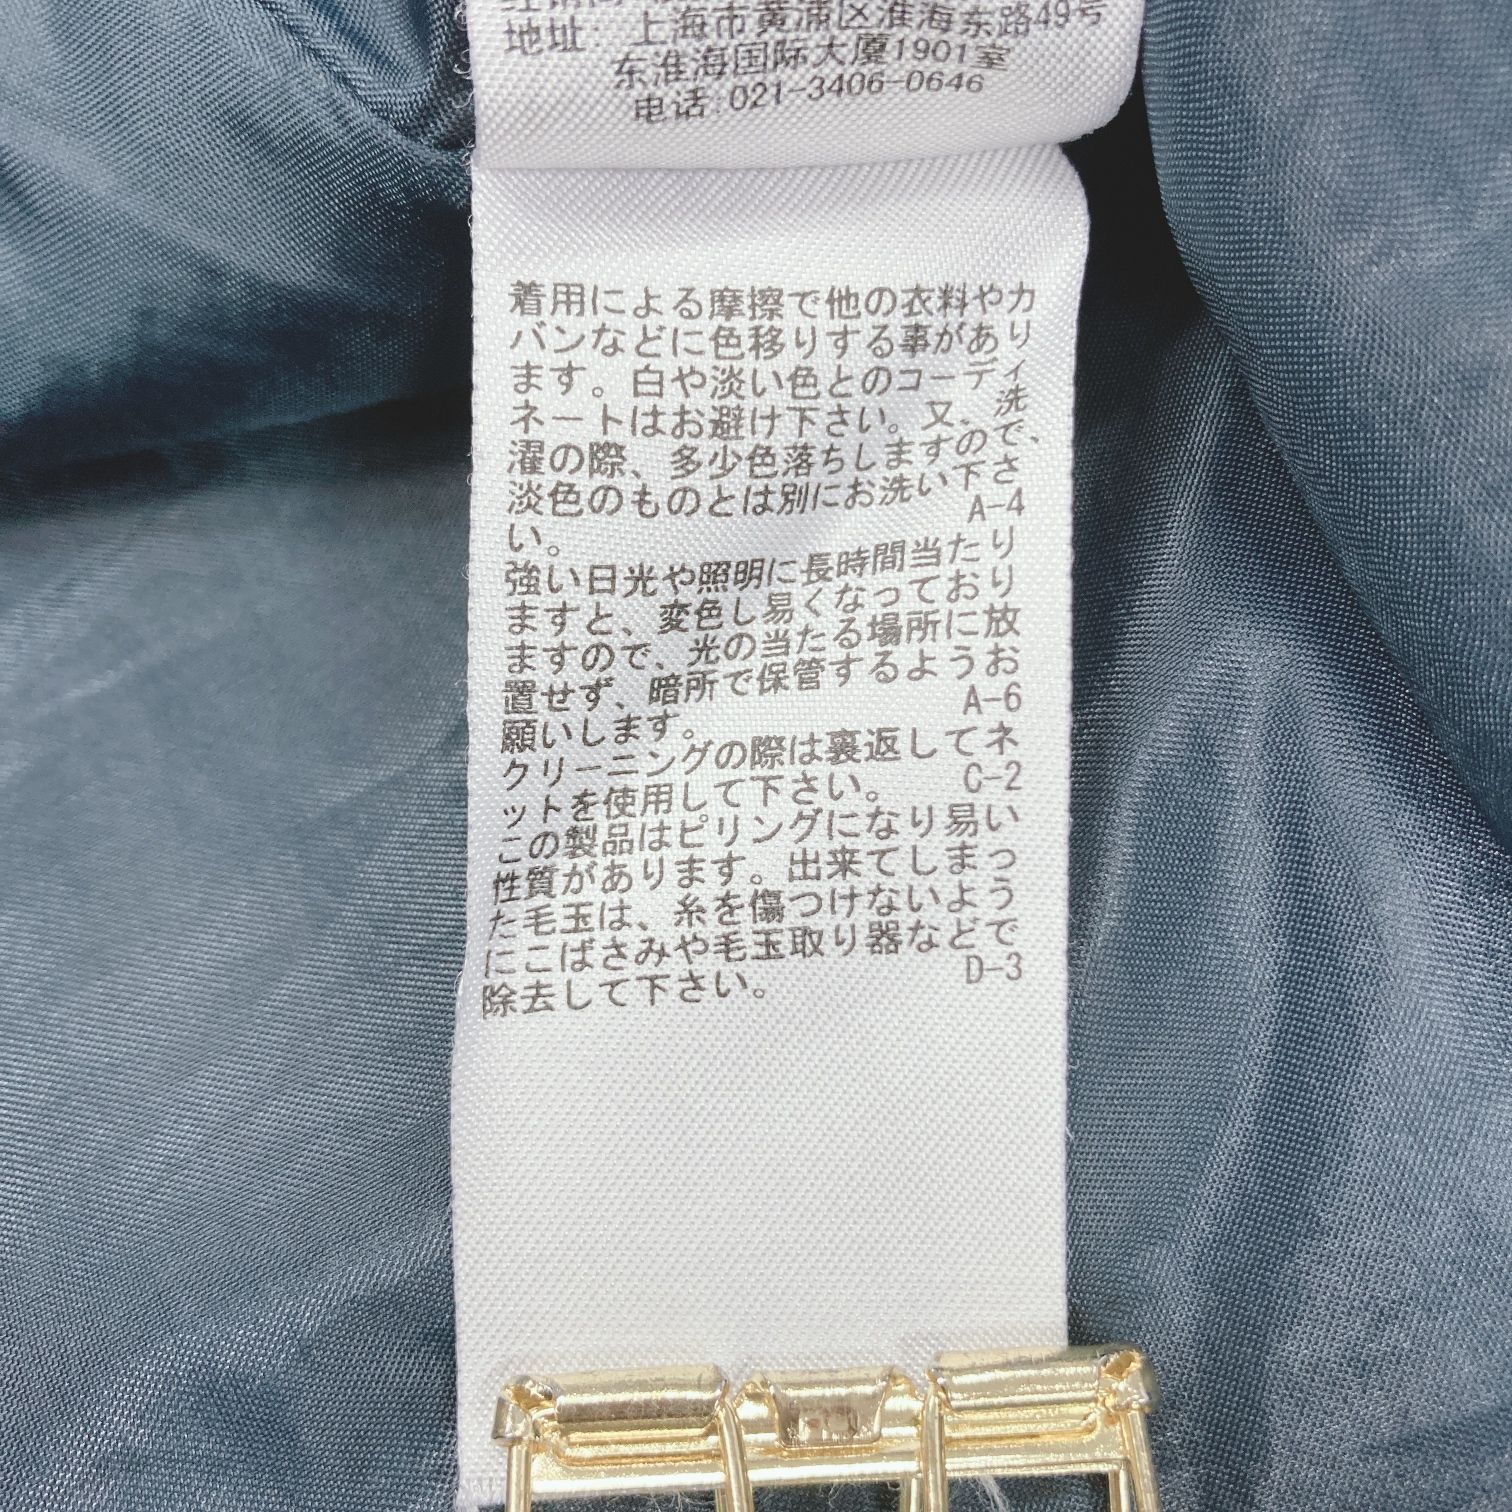 地址: 上海市黄浦区淮海东路49号
东淮海国际大厦1901室
电话:021-3406-0646
着用による摩擦で他の衣料やカ
バンなどに色移りする事があり
ます。白や淡い色とのコーディ
ネートはお避け下さい。又、洗
濯の際、多少色落ちしますので、
淡色のものとは別にお洗い下さ
い。 A-4
強い日光や照明に長時間当たり
ますと、変色し易くなっており
ますので、光の当たる場所に放
置せず、暗所で保管するようお
願いします。 A-6
クリーニングの際は裏返してネ
ットを使用して下さい。 C-2
この製品はピリングになり易い
性質があります。出来てしまっ
た毛玉は、糸を傷つけないよう
にこばさみや毛玉取り器などで
除去して下さい。 D-3